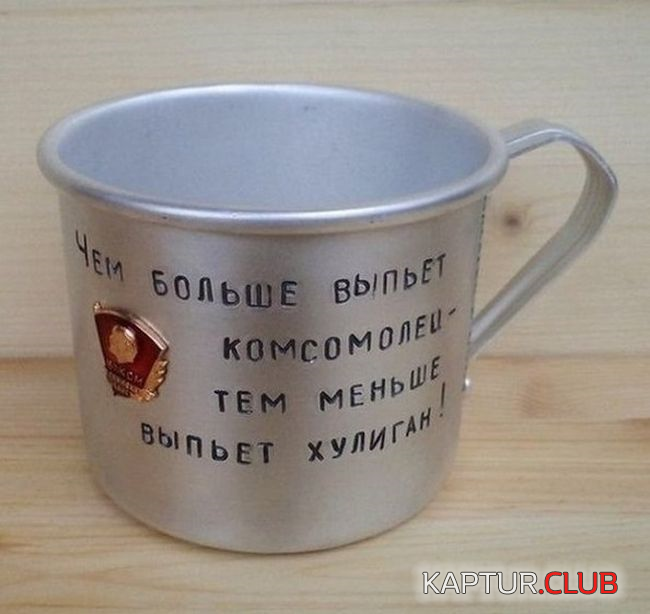 Чем больше выпьет
комсомолец -
тем меньше
выпьет хулиган!
KAPTUR.CLUB